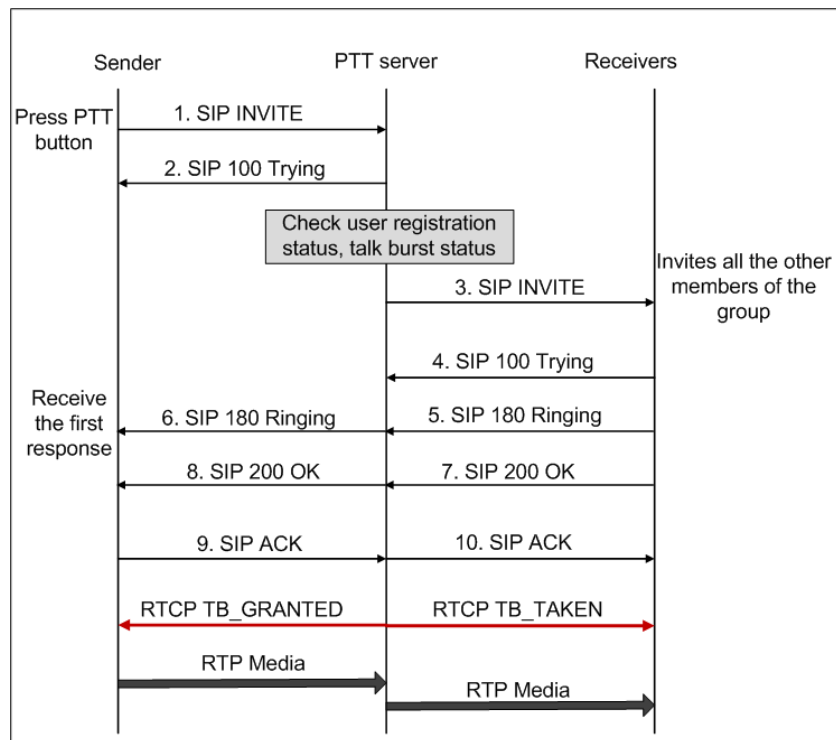 Sender
PTT server
Receivers
Press PTT
button
1. SIP INVITE
2. SIP 100 Trying
Check user registration
status, talk burst status
3. SIP INVITE
Invites all the other
members of the
group
4. SIP 100 Trying
Receive
the first
response
6. SIP 180 Ringing
5. SIP 180 Ringing
8. SIP 200 OK
7. SIP 200 OK
9. SIP ACK
10. SIP ACK
RTCP TB_GRANTED
RTCP TB_TAKEN
RTP Media
RTP Media